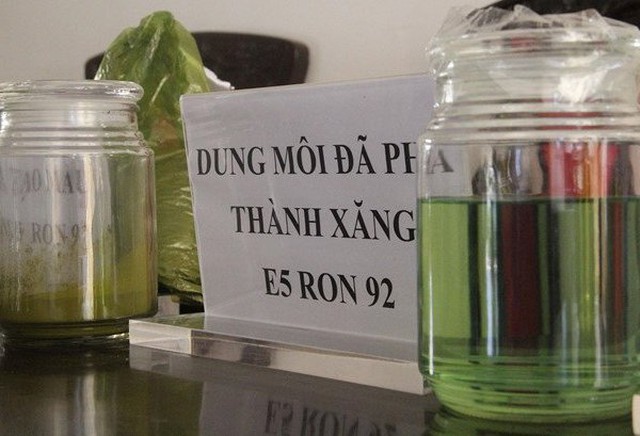 DUNG MÔI ĐÃ PHA
THÀNH XĂNG
E5 RON 92